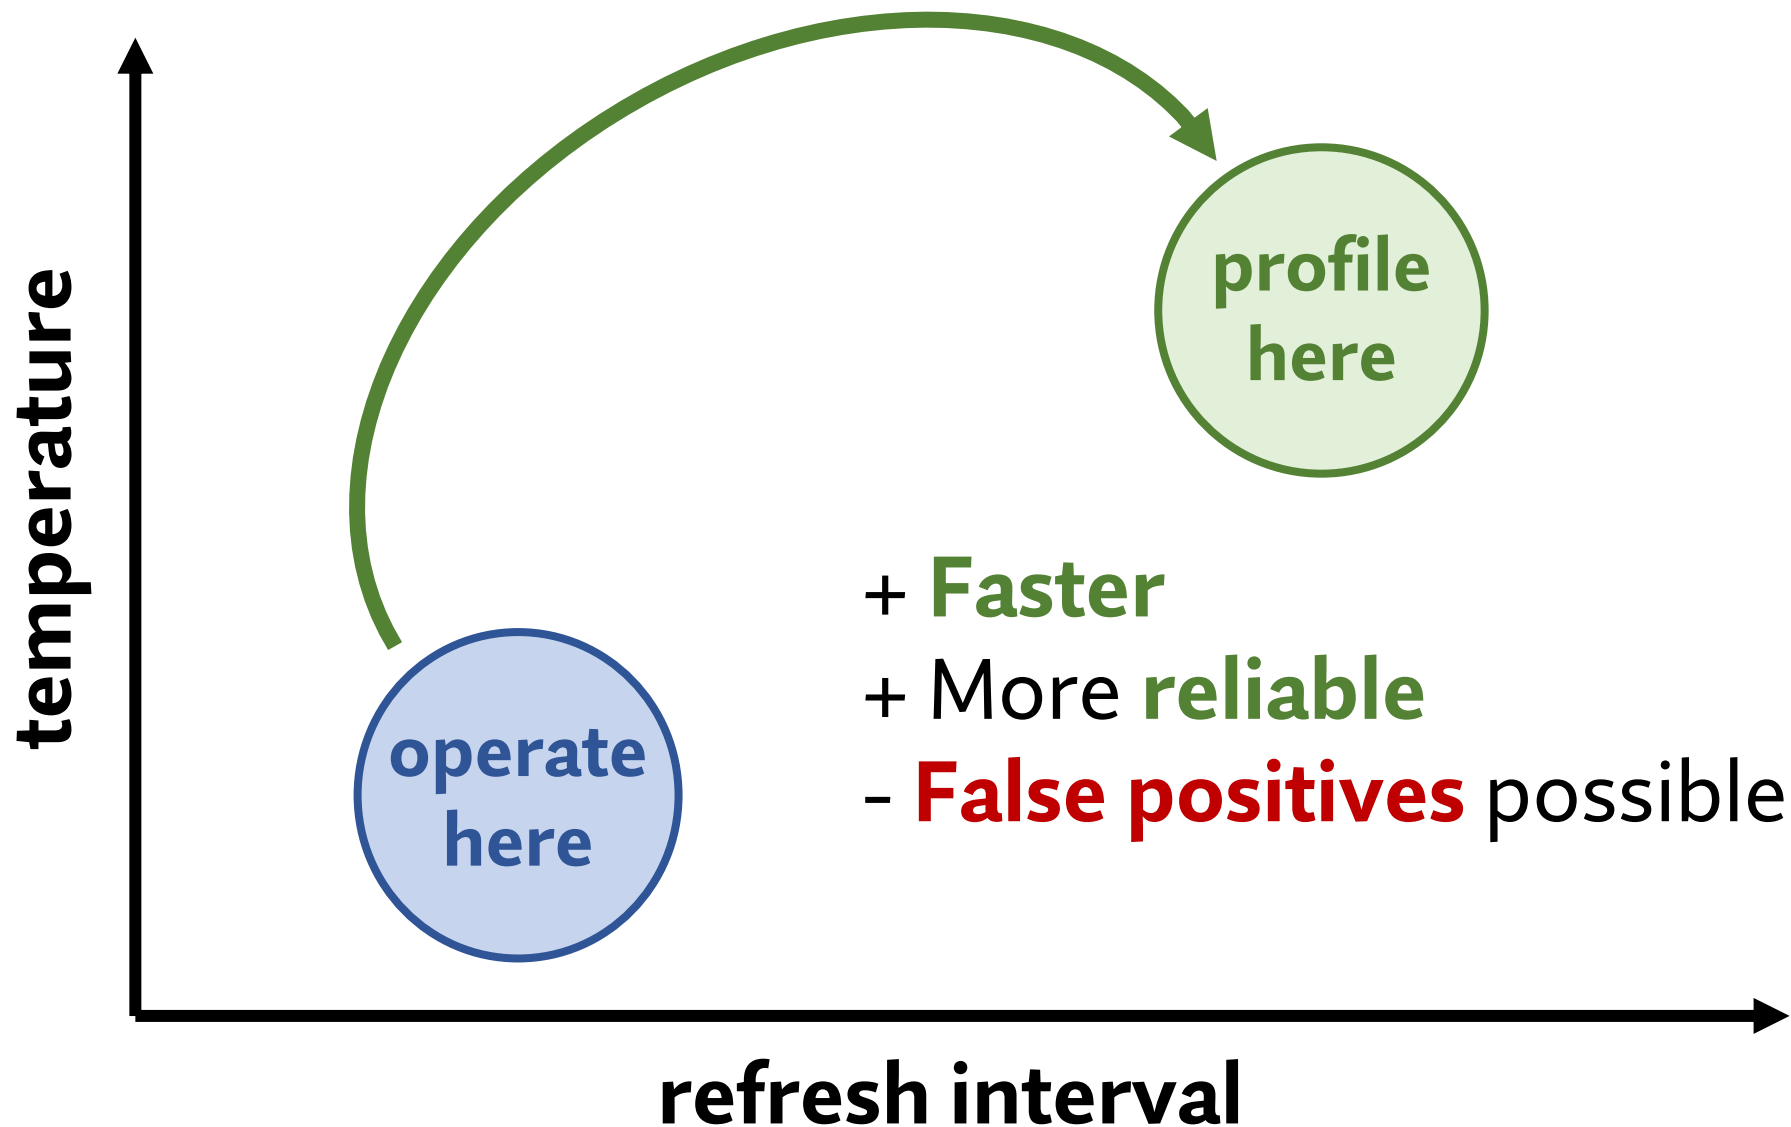 temperature
profile
here
+ Faster
+ More reliable
- False positives possible
operate
here
refresh interval